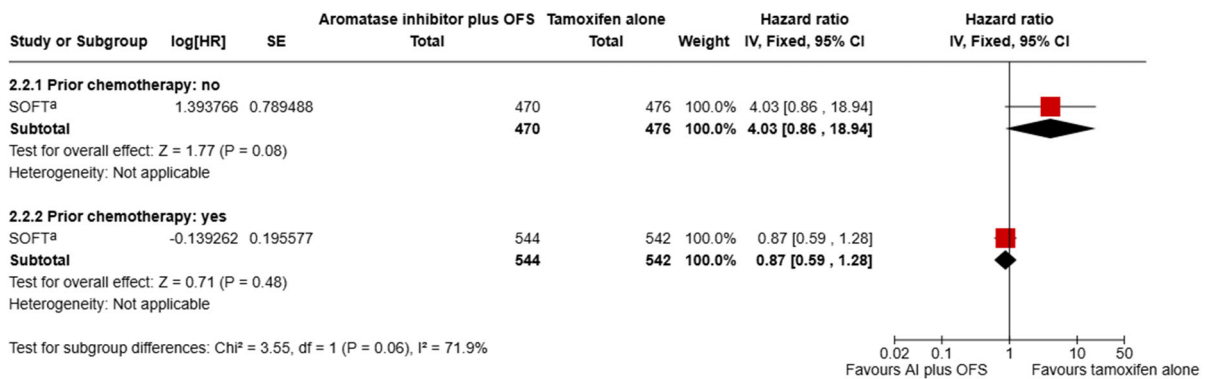 Aromatase inhibitor plus OFS Tamoxifen alone Hazard ratio Hazard ratio
Study or Subgroup log[HR] SE Total Total Weight IV, Fixed, 95% CI IV, Fixed, 95% CI
2.2.1 Prior chemotherapy: no
SOFTa 1.393766 0.789488 470 476 100.0% 4.03 [0.86 , 18.94]
Subtotal 470 476 100.0% 4.03 [0.86 , 18.94]
Test for overall effect: Z = 1.77 (P = 0.08)
Heterogeneity: Not applicable
2.2.2 Prior chemotherapy: yes
SOFTa -0.139262 0.195577 544 542 100.0% 0.87 [0.59 , 1.28]
Subtotal 544 542 100.0% 0.87 [0.59 , 1.28]
Test for overall effect: Z = 0.71 (P = 0.48)
Heterogeneity: Not applicable
Test for subgroup differences: Chi² = 3.55, df = 1 (P = 0.06), I² = 71.9%
0.02 0.1 1 10 50
Favours AI plus OFS Favours tamoxifen alone